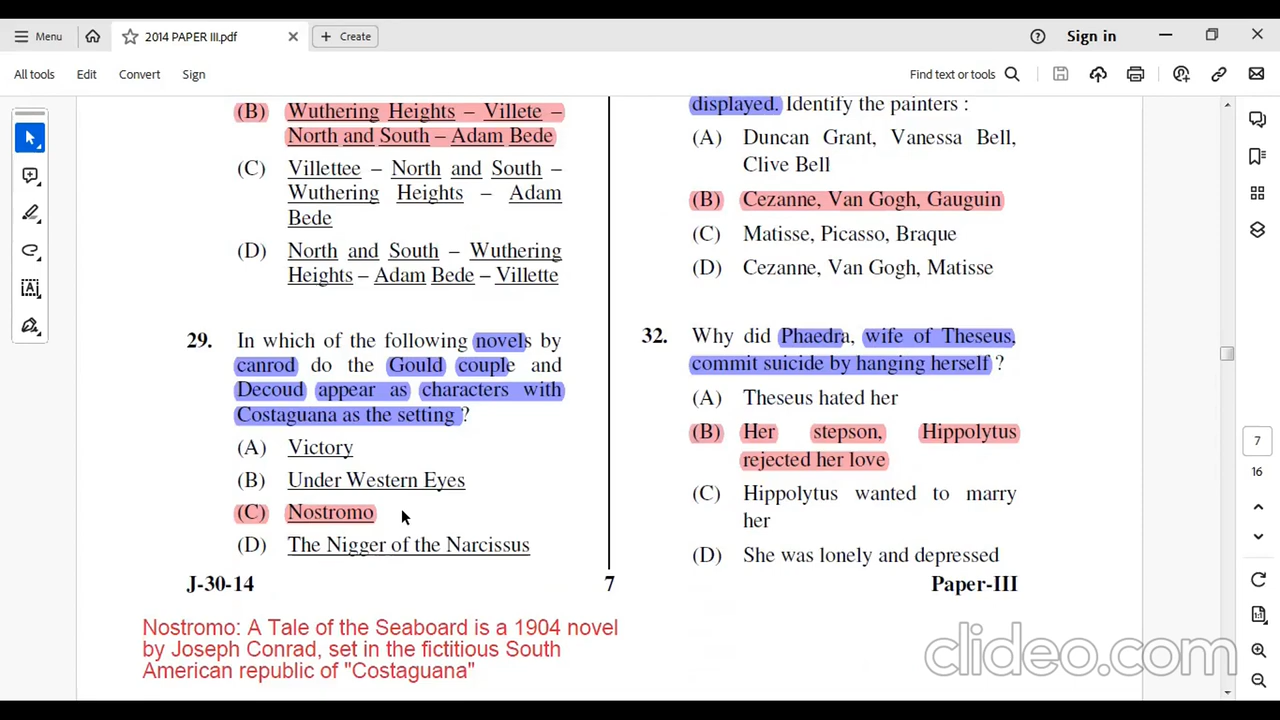 Menu
2014 PAPER III.pdf
Create
Sign in
All tools
Edit
Convert
Sign
Find text or tools
(B) Wuthering Heights – Villete –
North and South – Adam Bede
(C) Villettee – North and South –
Wuthering Heights – Adam
Bede
(D) North and South – Wuthering
Heights – Adam Bede – Villette
29. In which of the following novels by
canrod do the Gould couple and
Decoud appear as characters with
Costaguana as the setting ?
(A) Victory
(B) Under Western Eyes
(C) Nostromo
(D) The Nigger of the Narcissus
displayed. Identify the painters :
(A) Duncan Grant, Vanessa Bell,
Clive Bell
(B) Cezanne, Van Gogh, Gauguin
(C) Matisse, Picasso, Braque
(D) Cezanne, Van Gogh, Matisse
32. Why did Phaedra, wife of Theseus,
commit suicide by hanging herself ?
(A) Theseus hated her
(B) Her stepson, Hippolytus
rejected her love
(C) Hippolytus wanted to marry
her
(D) She was lonely and depressed
J-30-14 7 Paper-III
Nostromo: A Tale of the Seaboard is a 1904 novel
by Joseph Conrad, set in the fictitious South
American republic of "Costaguana"
7
16
1:1
clideo.com